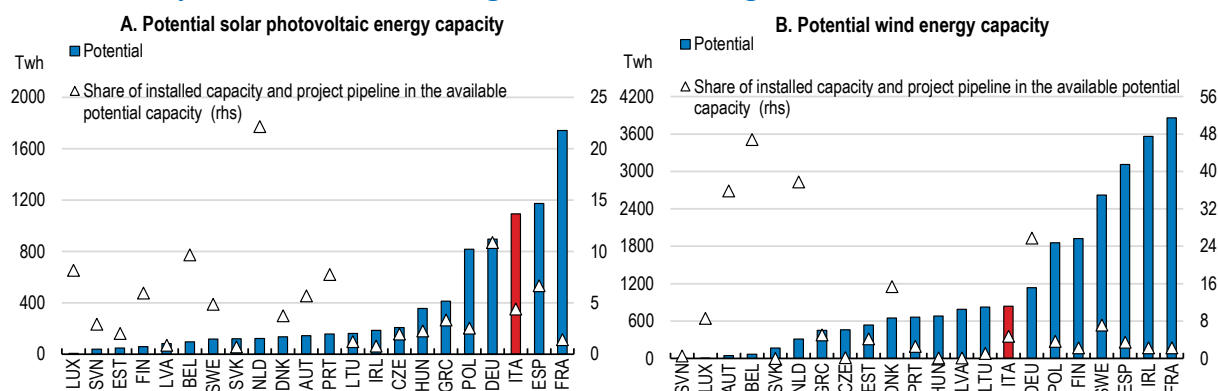 A. Potential solar photovoltaic energy capacity
Potential
Twh
Share of installed capacity and project pipeline in the available
potential capacity (rhs)
2000
1600
1200
800
400
0
25
20
15
10
5
0
LUX
SVN
EST
FIN
LVA
BEL
SWE
SVK
NLD
DNK
AUT
PRT
LTU
IRL
CZE
HUN
GRC
POL
DEU
ITA
ESP
FRA
B. Potential wind energy capacity
Potential
Twh
Share of installed capacity and project pipeline in the available potential
capacity (rhs)
4200
3600
3000
2400
1800
1200
600
0
56
48
40
32
24
16
8
0
SVN
LUX
AUT
BEL
SVK
NLD
GRC
CZE
EST
DNK
PRT
HUN
LVA
LTU
ITA
DEU
POL
FIN
SWE
ESP
IRL
FRA